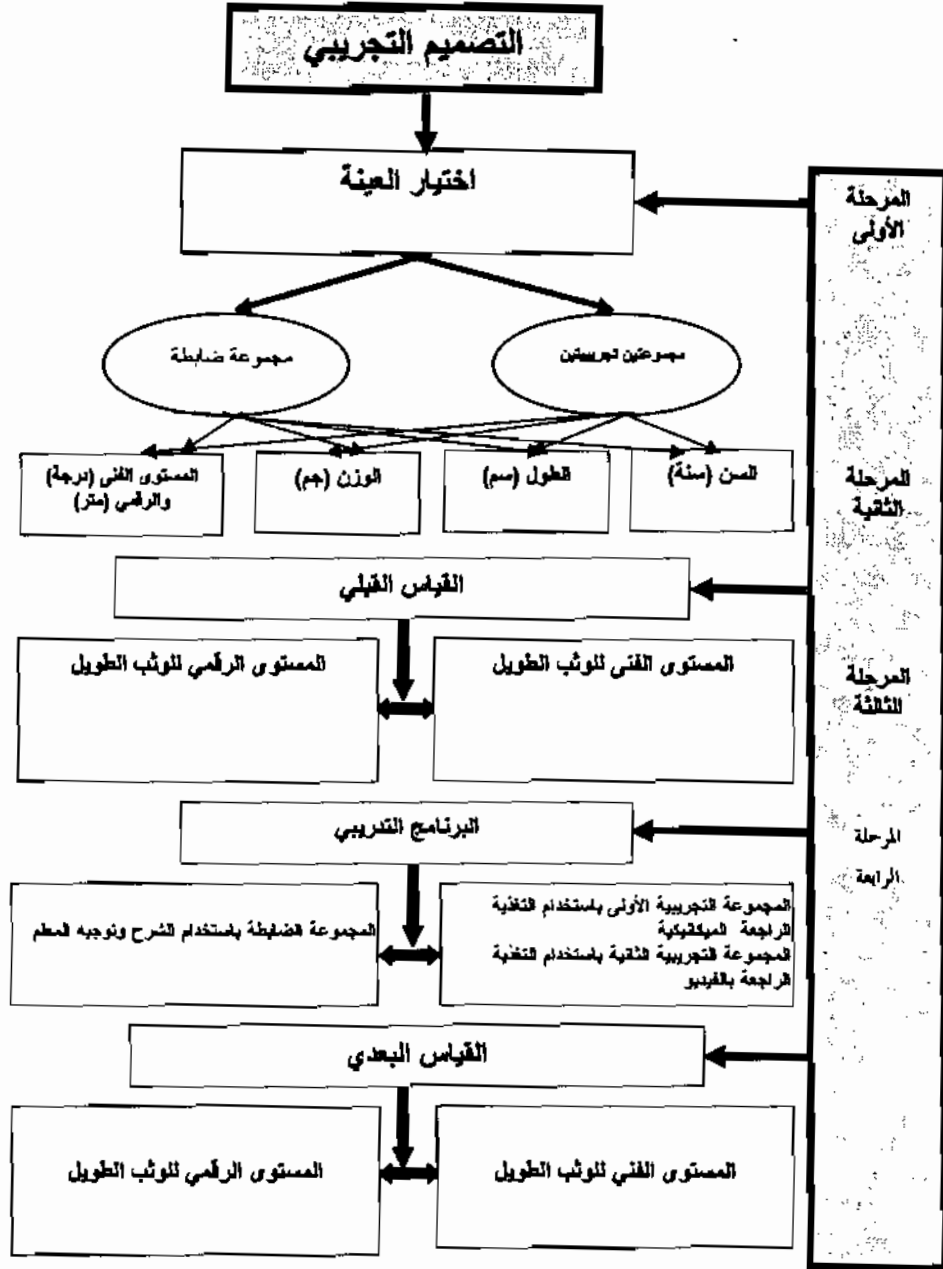 التصميم التجريبي
اختيار العينة
المرحلة
الأولى
مجموعتين تجريبيتين
مجموعة ضابطة
السن (سنة)
الطول (سم)
الوزن (جم)
المستوى الفنى (درجة)
والرقمي (متر)
المرحلة
الثانية
القياس القبلي
المستوى الفنى للوثب الطويل
المستوى الرقمي للوثب الطويل
المرحلة
الثالثة
البرنامج التدريبي
المرحلة
الرابعة
المجموعة التجريبية الأولى باستخدام التغذية
الراجعة الميكانيكية
المجموعة التجريبية الثانية باستخدام التغذية
الراجعة بالفيديو
المجموعة الضابطة باستخدام الشرح وتوجيه المعلم
القياس البعدي
المستوى الفني للوثب الطويل
المستوى الرقمي للوثب الطويل